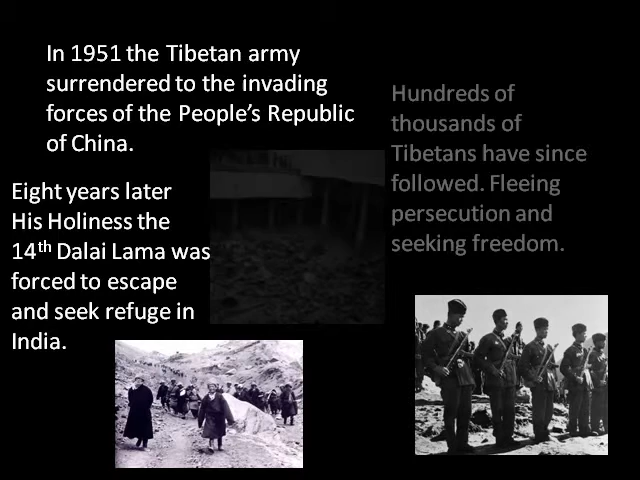 In 1951 the Tibetan army
surrendered to the invading
forces of the People’s Republic
of China.
Eight years later
His Holiness the
14th Dalai Lama was
forced to escape
and seek refuge in
India.
Hundreds of
thousands of
Tibetans have since
followed. Fleeing
persecution and
seeking freedom.